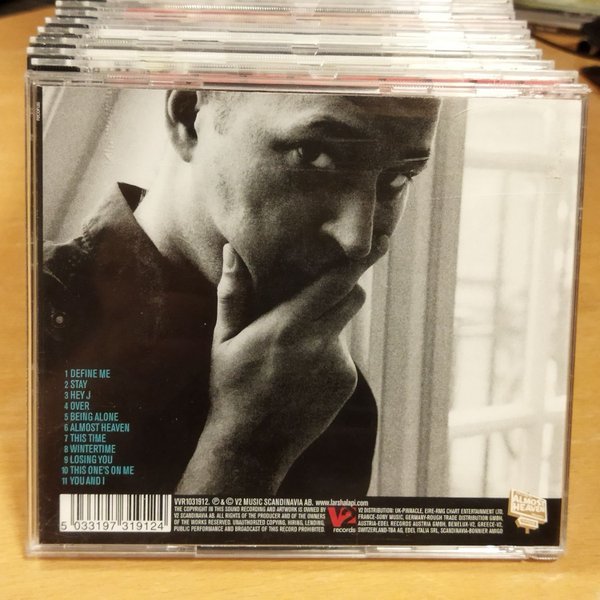 1 DEFINE ME
2 STAY
3 HEY J
4 OVER
5 BEING ALONE
6 ALMOST HEAVEN
7 THIS TIME
8 WINTERTIME
9 LOSING YOU
10 THIS ONE'S ON ME
11 YOU AND I
5 033197 319124
VVR1031912. ℗ & © V2 MUSIC SCANDINAVIA AB. www.larshalapi.com
THE COPYRIGHT IN THIS SOUND RECORDING AND ARTWORK IS OWNED BY
V2 SCANDINAVIA AB. ALL RIGHTS OF THE PRODUCER AND OF THE OWNERS
OF THE WORKS RESERVED. UNAUTHORIZED COPYING, HIRING, LENDING,
PUBLIC PERFORMANCE AND BROADCAST OF THIS RECORD PROHIBITED.
V2
records
V2 DISTRIBUTION: UK-PINNACLE, EIRE-RMG CHART ENTERTAINMENT LTD,
FRANCE-SONY MUSIC, GERMANY-ROUGH TRADE DISTRIBUTION GMBH,
AUSTRIA-EDEL RECORDS AUSTRIA GMBH, BENELUX-V2, GREECE-V2,
SWITZERLAND-TBA AG, EDEL ITALIA SRL, SCANDINAVIA-BONNIER AMIGO
ALMOST
HEAVEN